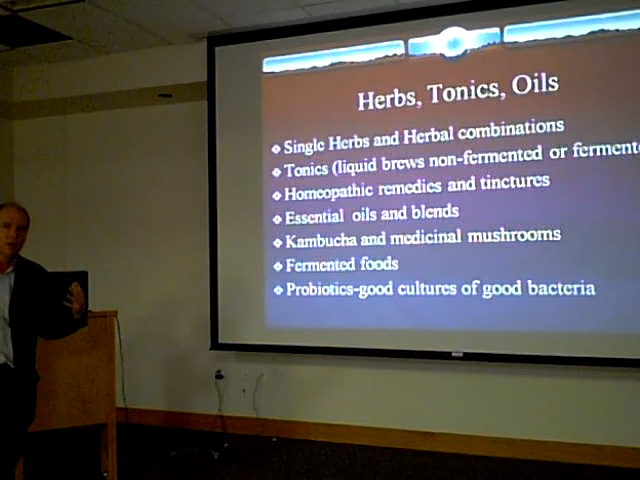 Herbs, Tonics, Oils
Single Herbs and Herbal combinations
Tonics (liquid brews non-fermented or fermente
Homeopathic remedies and tinctures
Essential oils and blends
Kambucha and medicinal mushrooms
Fermented foods
Probiotics-good cultures of good bacteria